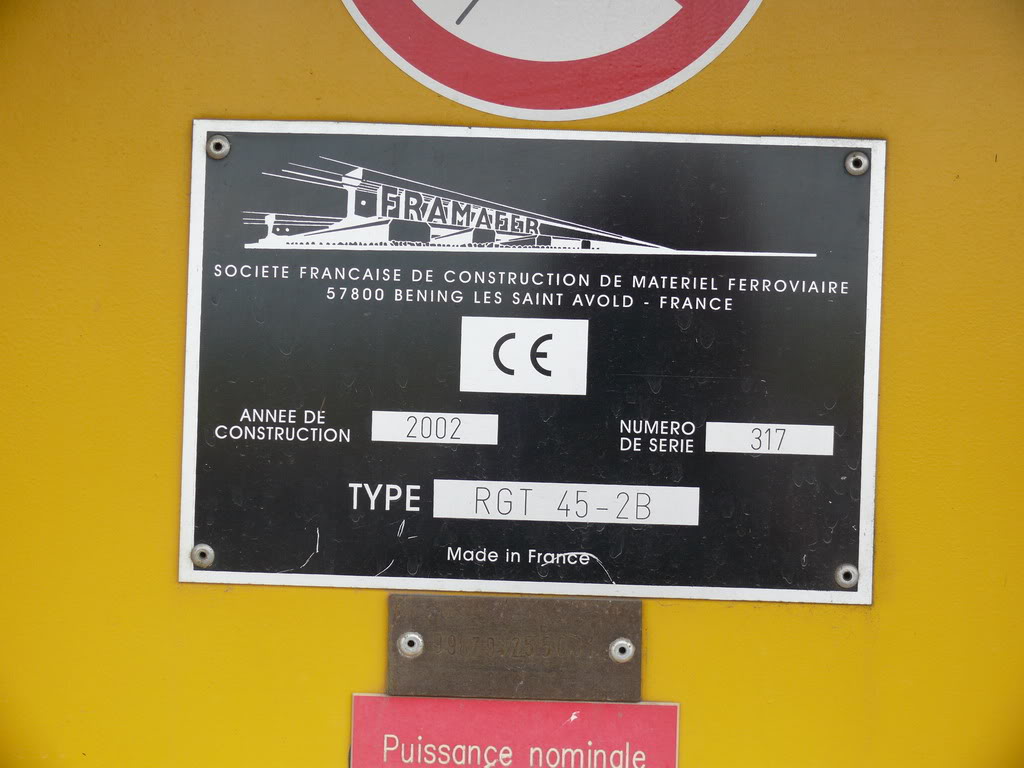 FRAMAFER
SOCIETE FRANCAISE DE CONSTRUCTION DE MATERIEL FERROVIAIRE
57800 BENING LES SAINT AVOLD - FRANCE
CE
ANNEE DE CONSTRUCTION 2002
NUMERO DE SERIE 317
TYPE RGT 45-2B
Made in France
Puissance nominale